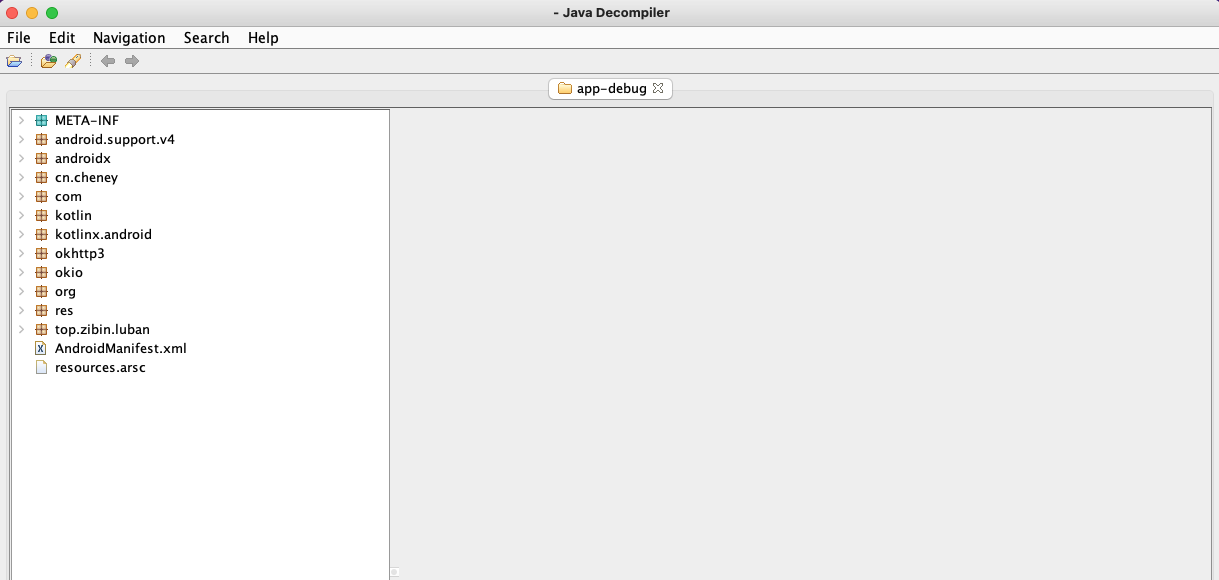 - Java Decompiler
File Edit Navigation Search Help
app-debug
META-INF
android.support.v4
androidx
cn.cheney
com
kotlin
kotlinx.android
okhttp3
okio
org
res
top.zibin.luban
AndroidManifest.xml
resources.arsc